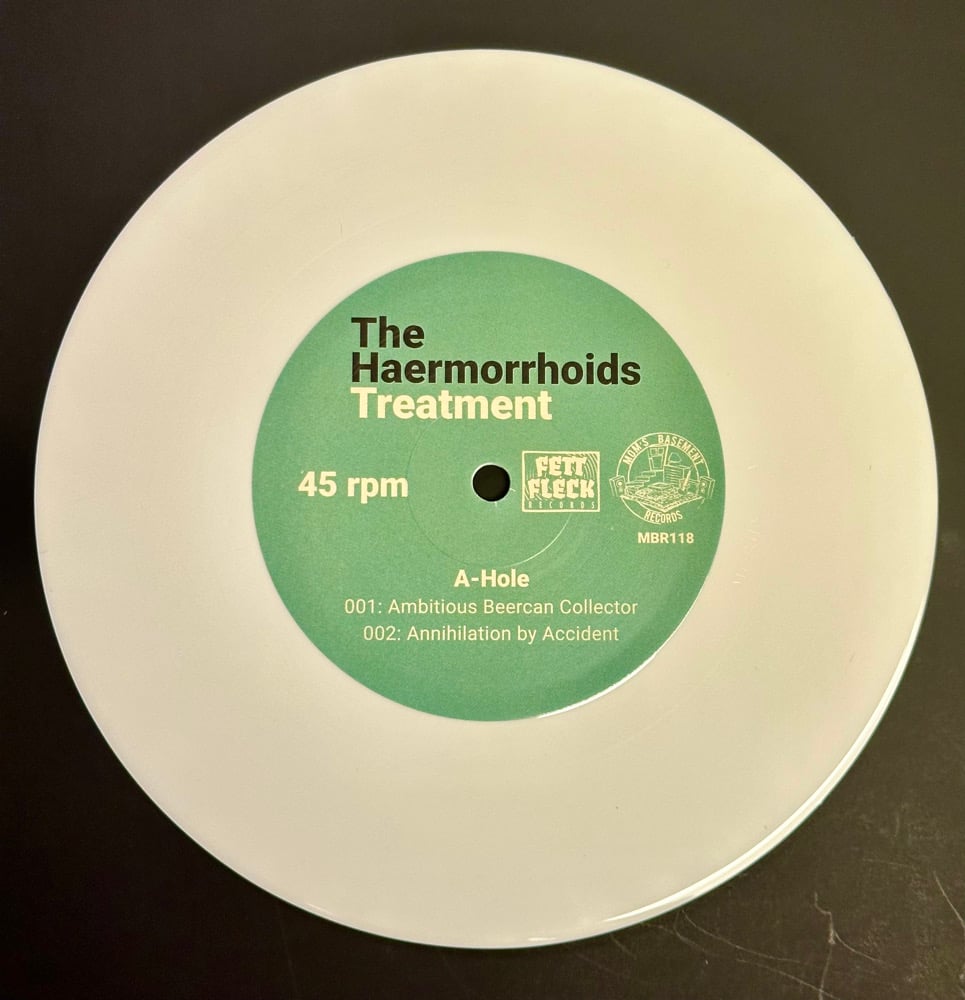 The
Haermorrhoids
Treatment
45 rpm
FETT
FLECK
RECORDS
MOM'S BASEMENT
RECORDS
MBR118
A-Hole
001: Ambitious Beercan Collector
002: Annihilation by Accident